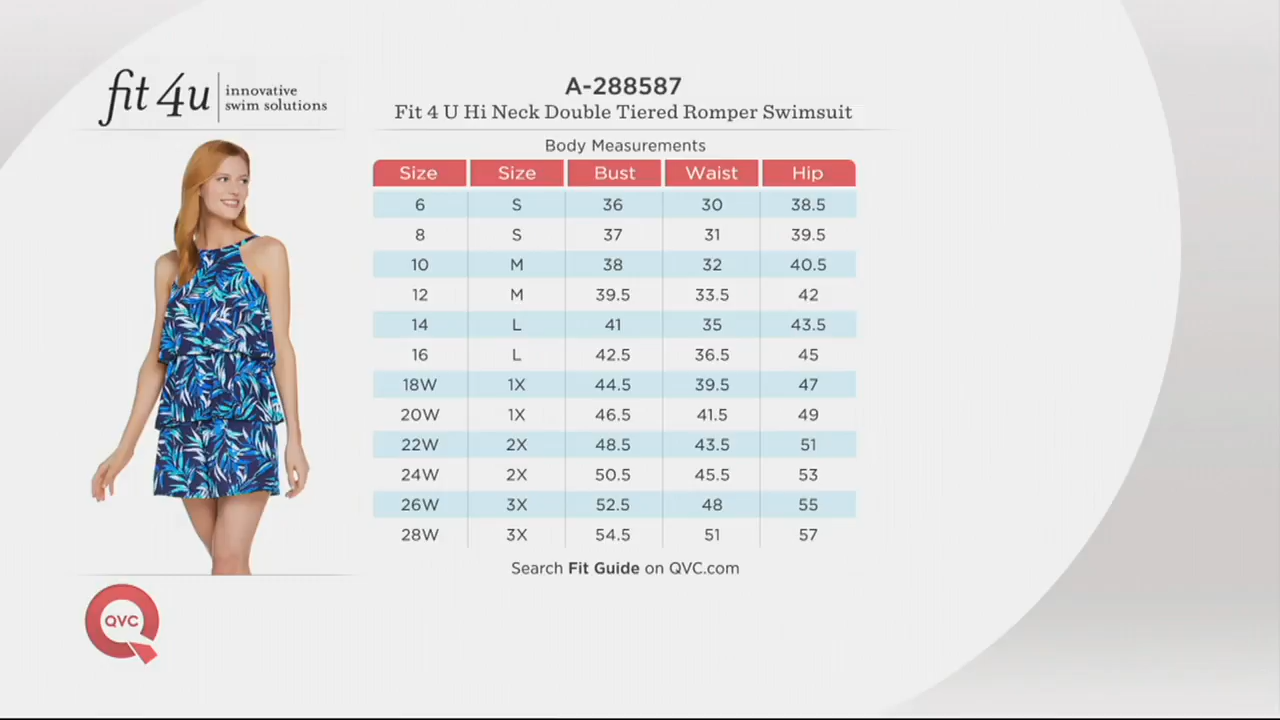 fit 4u innovative
swim solutions
A-288587
Fit 4 U Hi Neck Double Tiered Romper Swimsuit
Body Measurements
Size Size Bust Waist Hip
6 S 36 30 38.5
8 S 37 31 39.5
10 M 38 32 40.5
12 M 39.5 33.5 42
14 L 41 35 43.5
16 L 42.5 36.5 45
18W 1X 44.5 39.5 47
20W 1X 46.5 41.5 49
22W 2X 48.5 43.5 51
24W 2X 50.5 45.5 53
26W 3X 52.5 48 55
28W 3X 54.5 51 57
Search Fit Guide on QVC.com
QVC